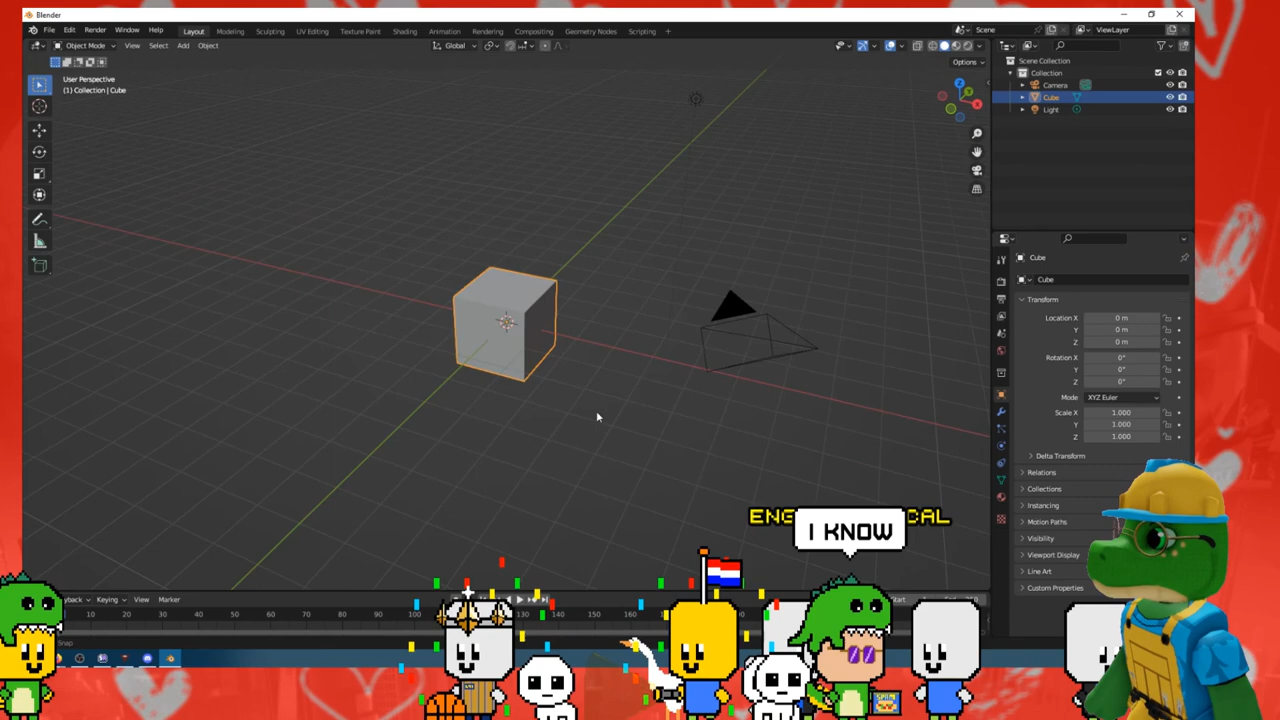 Blender
File Edit Render Window Help Layout Modeling Sculpting UV Editing Texture Paint Shading Animation Rendering Compositing Geometry Nodes Scripting + Scene ViewLayer
Object Mode View Select Add Object Global
Options
User Perspective
(1) Collection | Cube
Z
Y
X
Scene Collection
Collection
Camera
Cube
Light
Cube
Cube
Transform
Location X 0 m
Y 0 m
Z 0 m
Rotation X 0°
Y 0°
Z 0°
Mode XYZ Euler
Scale X 1.000
Y 1.000
Z 1.000
Delta Transform
Relations
Collections
Instancing
Motion Paths
Visibility
Viewport Display
Line Art
Custom Properties
I KNOW
Keying View Marker Start
10 20 30 40 50 60 70 80 90 100 120 130 140 150 160